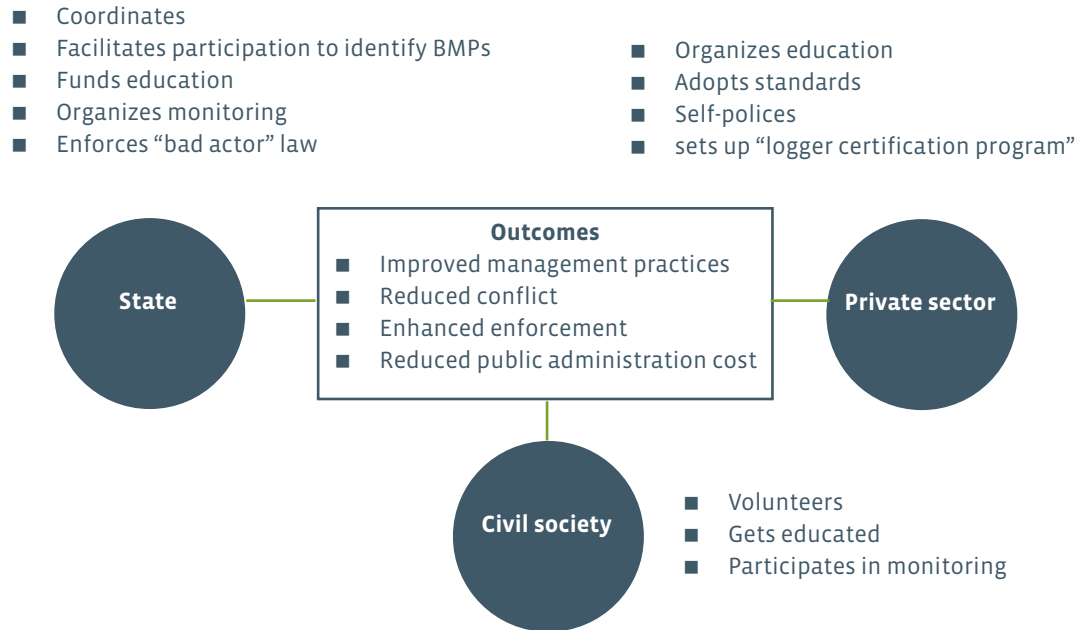 Coordinates
Facilitates participation to identify BMPs
Funds education
Organizes monitoring
Enforces “bad actor” law
Organizes education
Adopts standards
Self-polices
sets up “logger certification program”
State
Outcomes
Improved management practices
Reduced conflict
Enhanced enforcement
Reduced public administration cost
Private sector
Civil society
Volunteers
Gets educated
Participates in monitoring